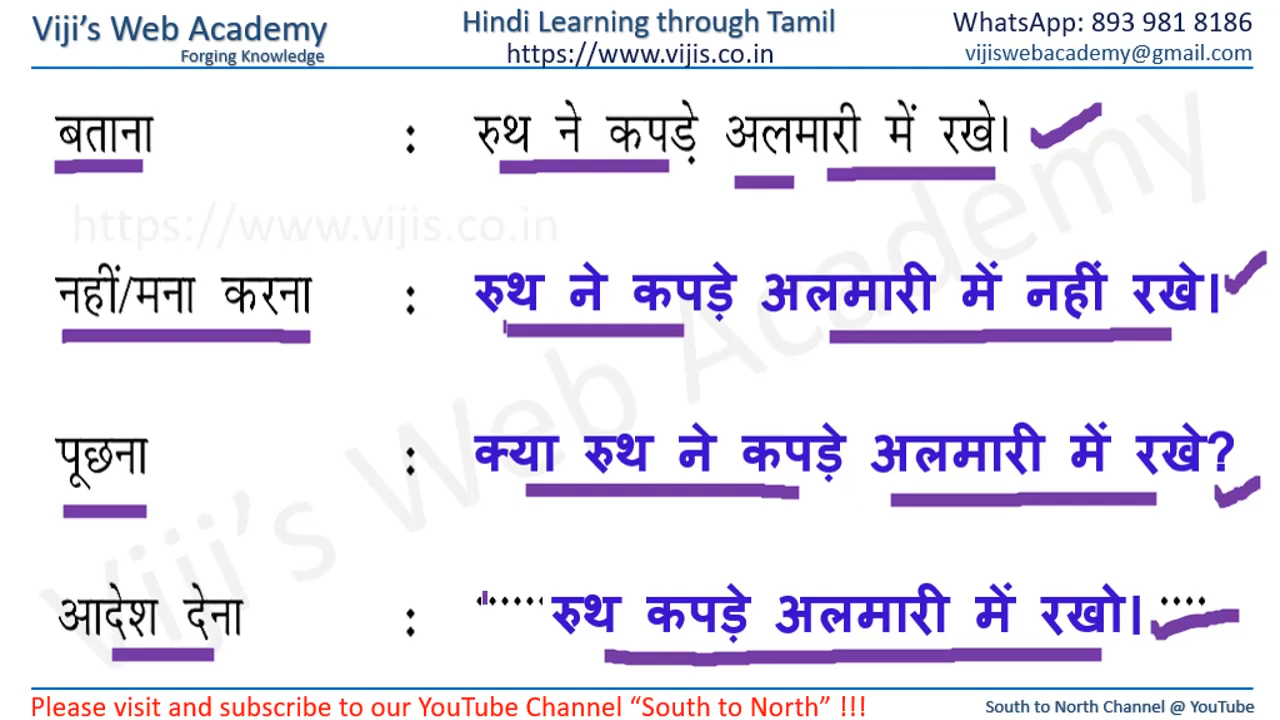 Viji's Web Academy
Forging Knowledge
Hindi Learning through Tamil
https://www.vijis.co.in
WhatsApp: 893 981 8186
vijiswebacademy@gmail.com
बताना : रुथ ने कपड़े अलमारी में रखे।
https://www.vijis.co.in
नहीं/मना करना : रुथ ने कपड़े अलमारी में नहीं रखे।
पूछना : क्या रुथ ने कपड़े अलमारी में रखे?
आदेश देना : ...... रुथ कपड़े अलमारी में रखो। ....
Viji's Web Academy
Please visit and subscribe to our YouTube Channel “South to North” !!!
South to North Channel @ YouTube